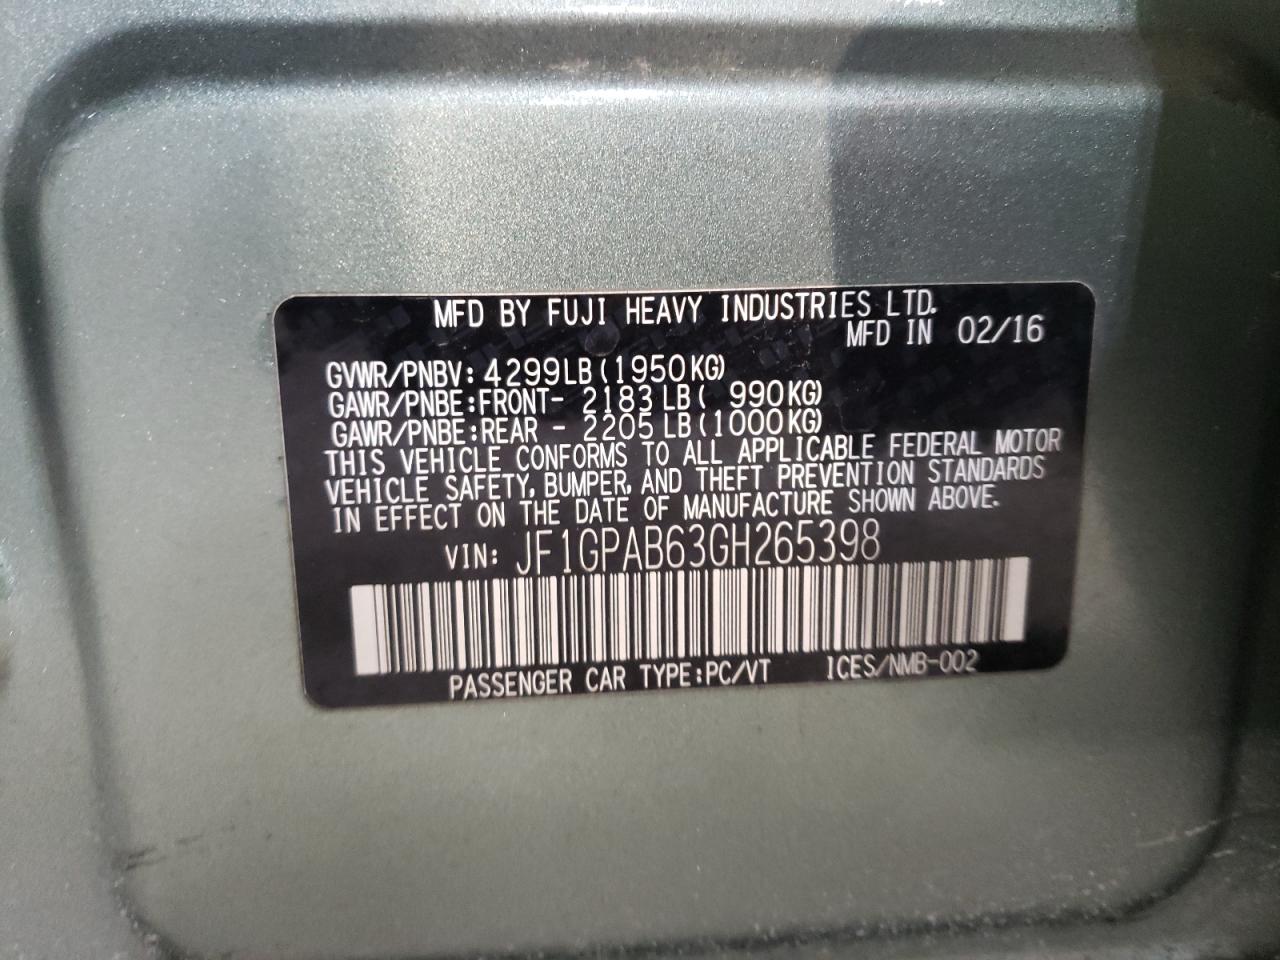 MFD BY FUJI HEAVY INDUSTRIES LTD.
MFD IN 02/16
GVWR/PNBV: 4299LB(1950KG)
GAWR/PNBE:FRONT- 2183LB( 990KG)
GAWR/PNBE:REAR - 2205LB(1000KG)
THIS VEHICLE CONFORMS TO ALL APPLICABLE FEDERAL MOTOR
VEHICLE SAFETY, BUMPER, AND THEFT PREVENTION STANDARDS
IN EFFECT ON THE DATE OF MANUFACTURE SHOWN ABOVE.
VIN: JF1GPAB63GH265398
PASSENGER CAR TYPE:PC/VT ICES/NMB-002